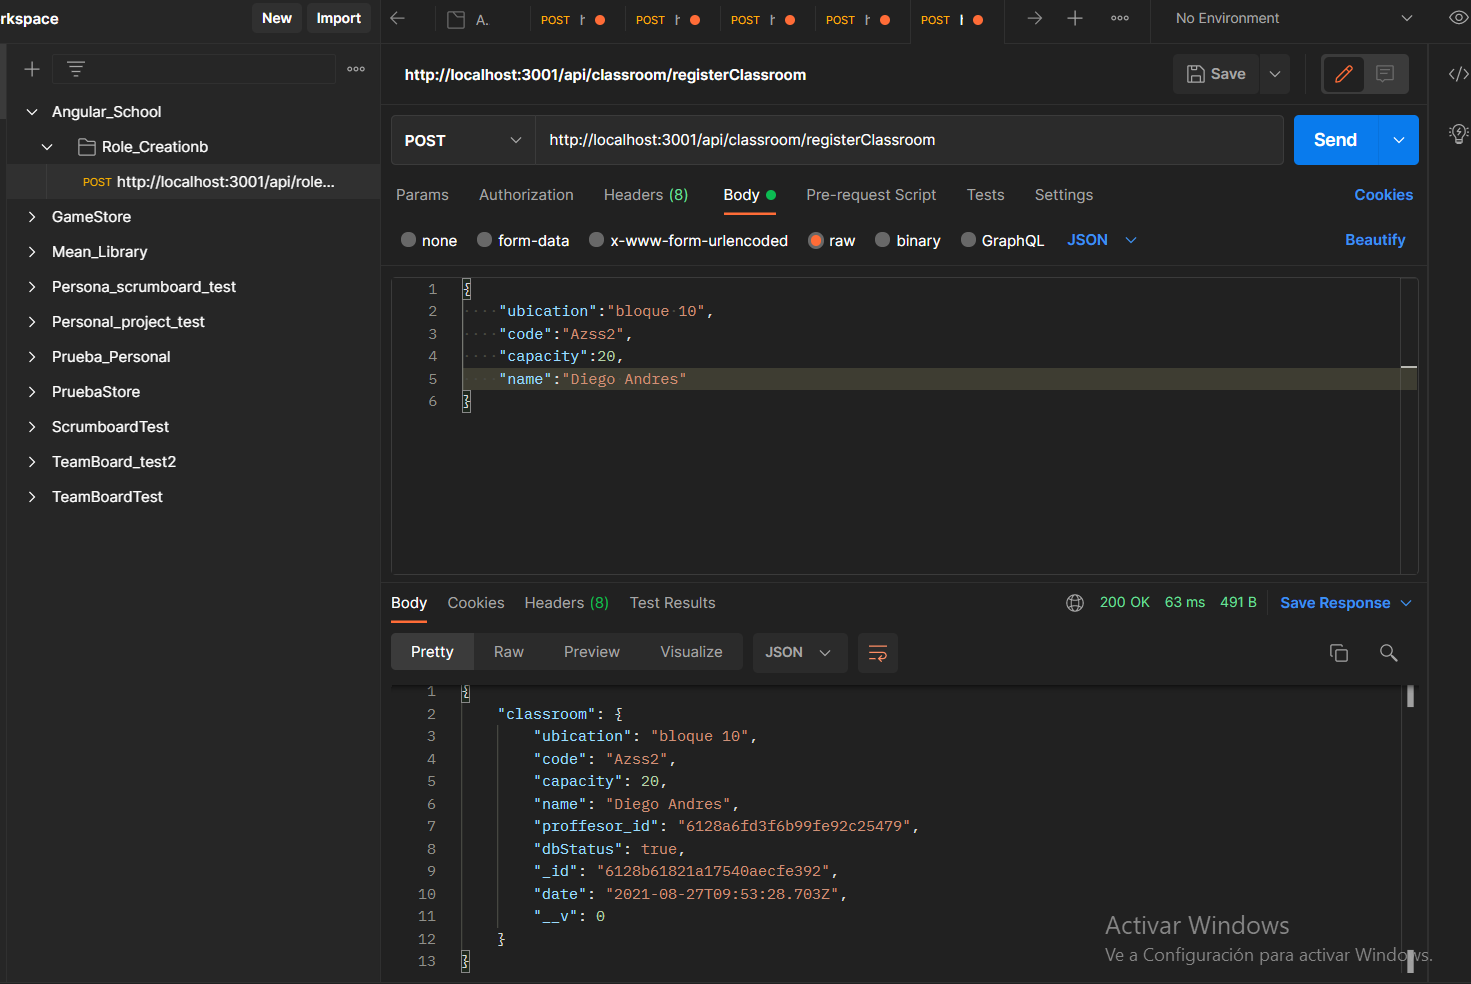 rkspace
New
Import
A.
POST
POST
POST
POST
POST
No Environment
Angular_School
Role_Creationb
POST http://localhost:3001/api/role...
GameStore
Mean_Library
Persona_scrumboard_test
Personal_project_test
Prueba_Personal
PruebaStore
ScrumboardTest
TeamBoard_test2
TeamBoardTest
http://localhost:3001/api/classroom/registerClassroom
Save
POST
http://localhost:3001/api/classroom/registerClassroom
Send
Params
Authorization
Headers (8)
Body
Pre-request Script
Tests
Settings
Cookies
none
form-data
x-www-form-urlencoded
raw
binary
GraphQL
JSON
Beautify
1 {
2 "ubication":"bloque 10",
3 "code":"Azss2",
4 "capacity":20,
5 "name":"Diego Andres"
6 }
Body
Cookies
Headers (8)
Test Results
200 OK
63 ms
491 B
Save Response
Pretty
Raw
Preview
Visualize
JSON
1 {
2 "classroom": {
3 "ubication": "bloque 10",
4 "code": "Azss2",
5 "capacity": 20,
6 "name": "Diego Andres",
7 "proffesor_id": "6128a6fd3f6b99fe92c25479",
8 "dbStatus": true,
9 "_id": "6128b61821a17540aecfe392",
10 "date": "2021-08-27T09:53:28.703Z",
11 "__v": 0
12 }
13 }
Activar Windows
Ve a Configuración para activar Windows.